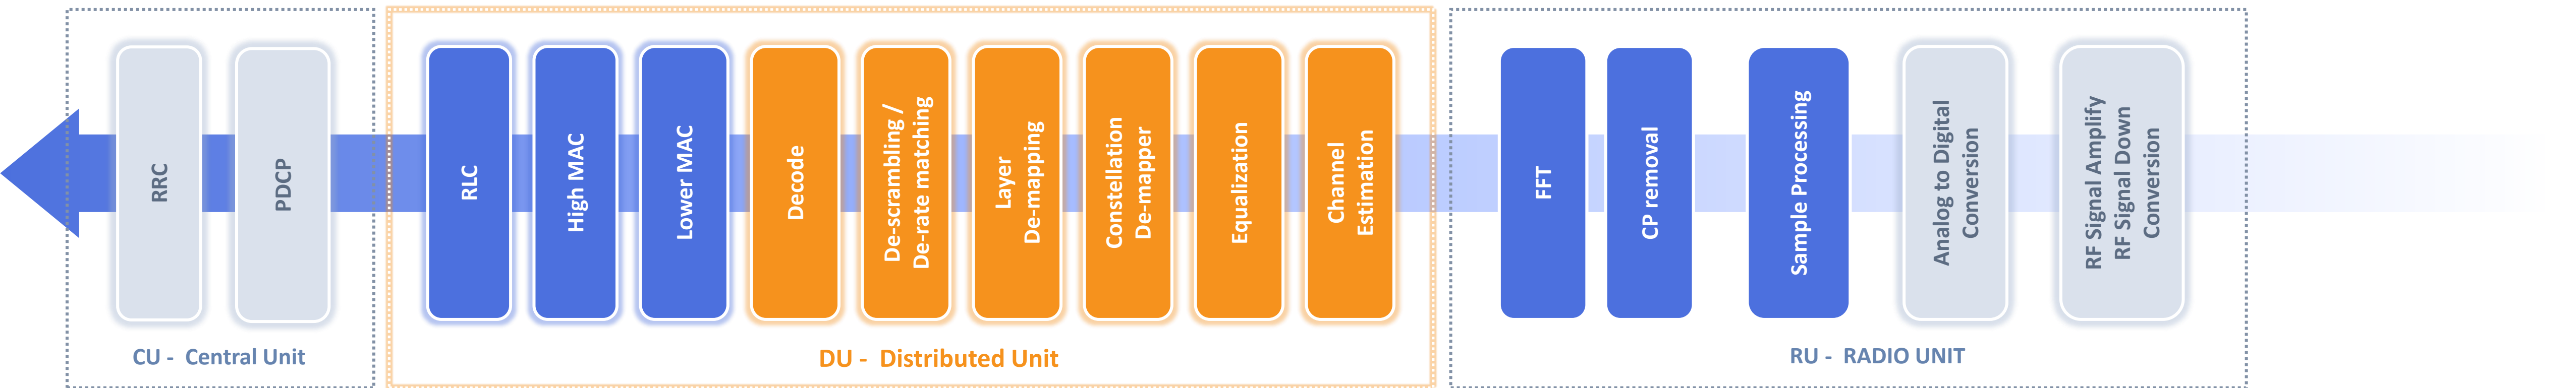 RRC
PDCP
RLC
High MAC
Lower MAC
Decode
De-scrambling /
De-rate matching
Layer
De-mapping
Constellation
De-mapper
Equalization
Channel
Estimation
FFT
CP removal
Sample Processing
Analog to Digital
Conversion
RF Signal Amplify
RF Signal Down
Conversion
CU - Central Unit
DU - Distributed Unit
RU - RADIO UNIT